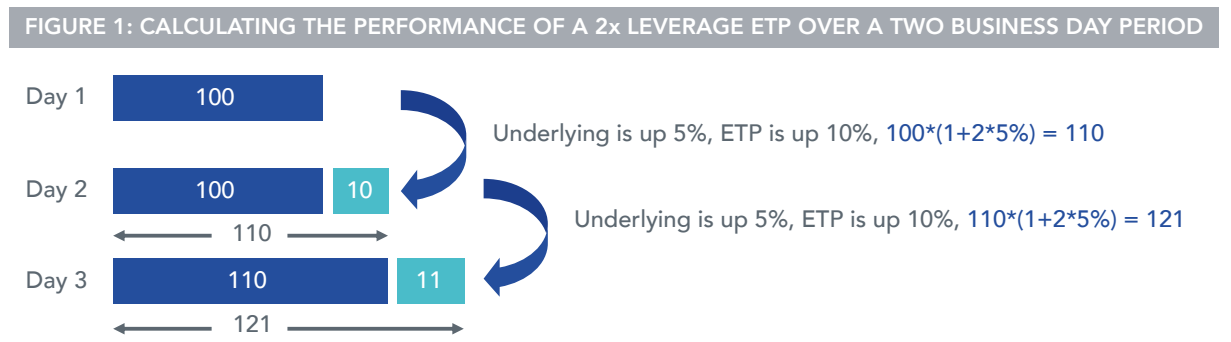 FIGURE 1: CALCULATING THE PERFORMANCE OF A 2x LEVERAGE ETP OVER A TWO BUSINESS DAY PERIOD
Day 1
100
Underlying is up 5%, ETP is up 10%, 100*(1+2*5%) = 110
Day 2
100
10
110
Underlying is up 5%, ETP is up 10%, 110*(1+2*5%) = 121
Day 3
110
11
121